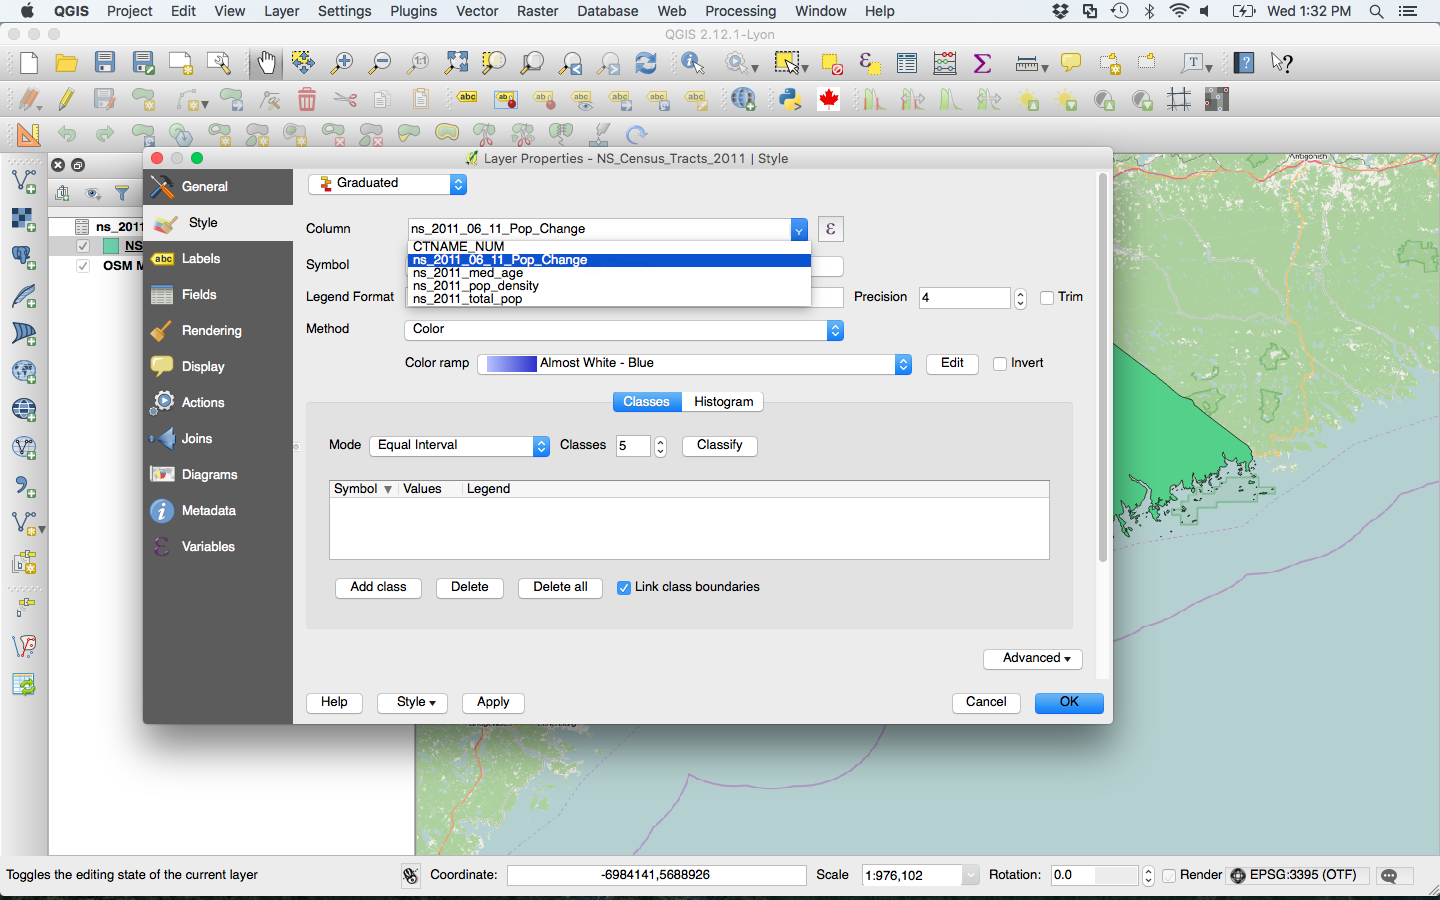 QGIS Project Edit View Layer Settings Plugins Vector Raster Database Web Processing Window Help Wed 1:32 PM
QGIS 2.12.1-Lyon
Layer Properties - NS_Census_Tracts_2011 | Style
Antigonish
General
Style
Labels
Fields
Rendering
Display
Actions
Joins
Diagrams
Metadata
Variables
ns_2011
NS
OSM M
Graduated
Column ns_2011_06_11_Pop_Change ε
CTNAME_NUM
ns_2011_06_11_Pop_Change
ns_2011_med_age
ns_2011_pop_density
ns_2011_total_pop
Symbol
Legend Format Precision 4 Trim
Method Color
Color ramp Almost White - Blue Edit Invert
Classes Histogram
Mode Equal Interval Classes 5 Classify
Symbol Values Legend
Add class Delete Delete all Link class boundaries
Advanced
Help Style Apply Cancel OK
Toggles the editing state of the current layer Coordinate: -6984141,5688926 Scale 1:976,102 Rotation: 0.0 Render EPSG:3395 (OTF)